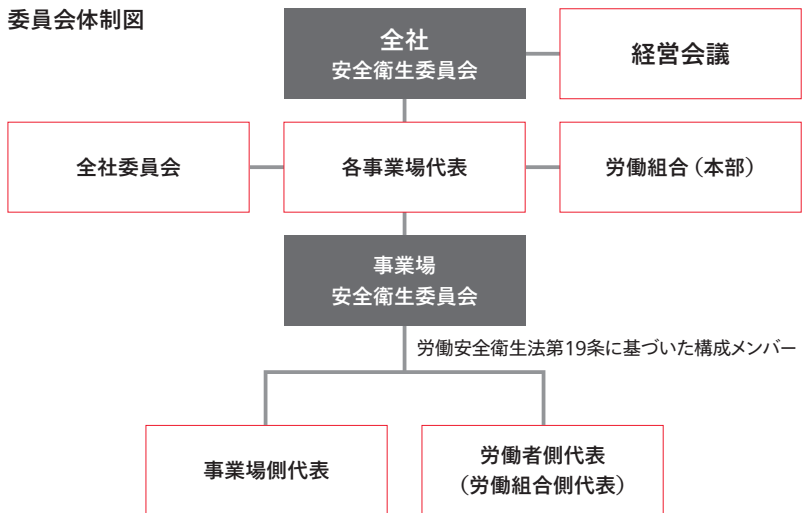 委員会体制図
全社
安全衛生委員会
経営会議
全社委員会
各事業場代表
労働組合（本部）
事業場
安全衛生委員会
労働安全衛生法第19条に基づいた構成メンバー
事業場側代表
労働者側代表
（労働組合側代表）